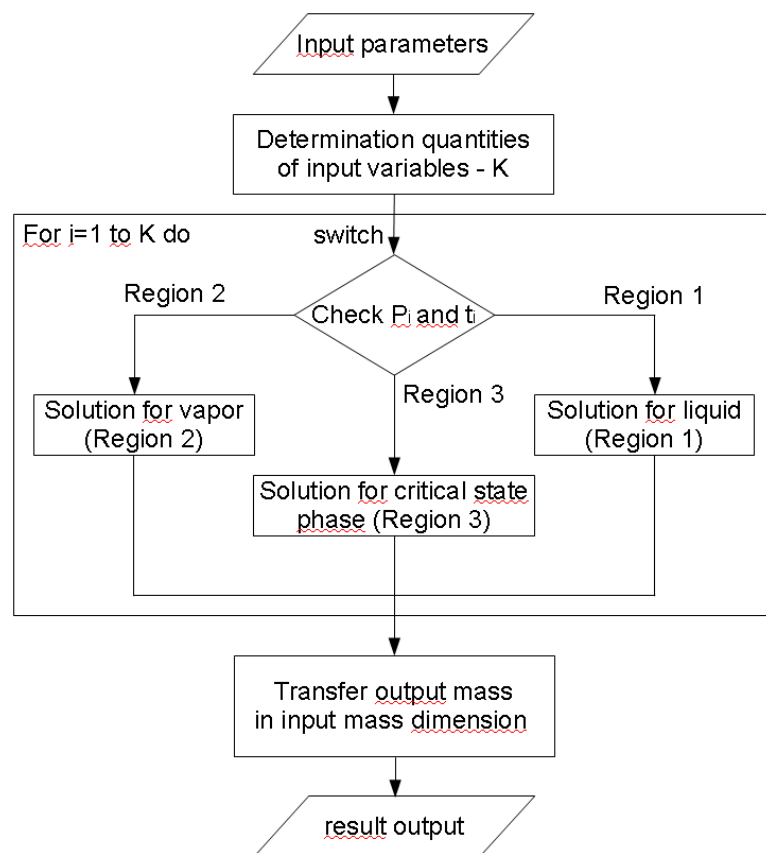 Input parameters
Determination quantities
of input variables - K
For i=1 to K do
switch
Region 2
Region 1
Check Pi and ti
Region 3
Solution for vapor
(Region 2)
Solution for liquid
(Region 1)
Solution for critical state
phase (Region 3)
Transfer output mass
in input mass dimension
result output